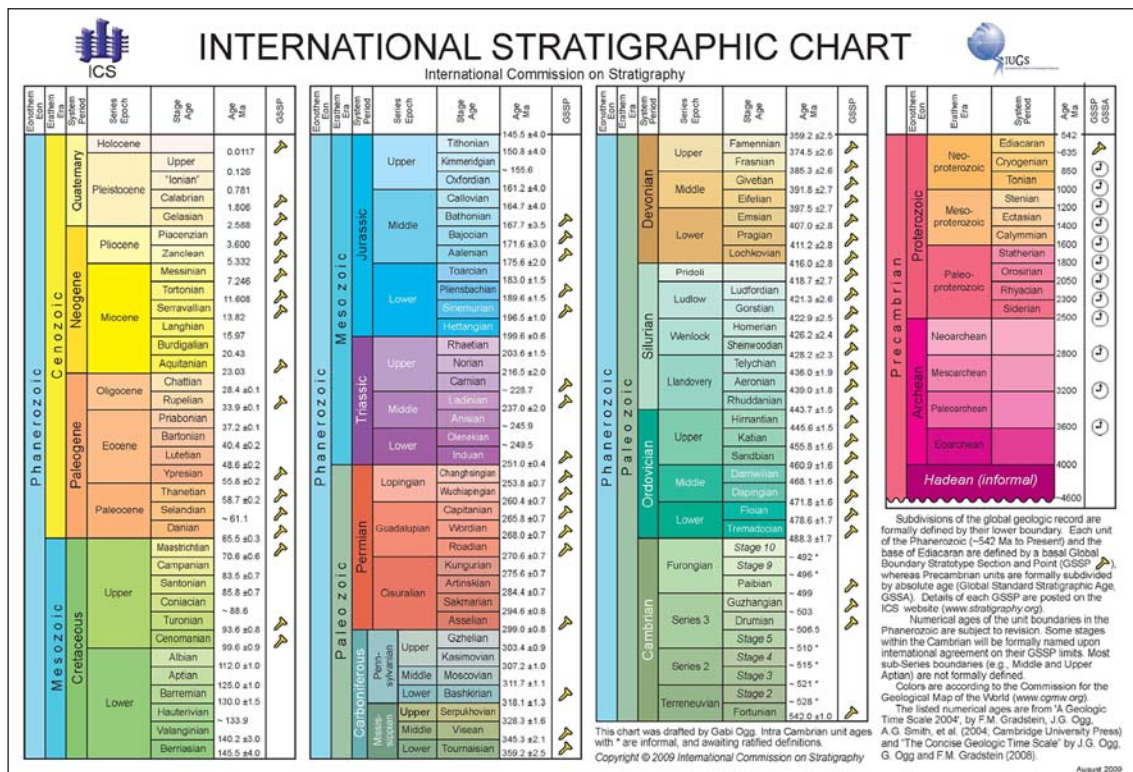 INTERNATIONAL STRATIGRAPHIC CHART
International Commission on Stratigraphy
ICS
IUGS
Eonothem Eon
Erathem Era
System Period
Series Epoch
Stage Age
Age Ma
GSSP
Phanerozoic
Cenozoic
Mesozoic
Quaternary
Neogene
Paleogene
Cretaceous
Holocene
Pleistocene
Pliocene
Miocene
Oligocene
Eocene
Paleocene
Upper
Lower
Upper
"Ionian"
Calabrian
Gelasian
Piacenzian
Zanclean
Messinian
Tortonian
Serravallian
Langhian
Burdigalian
Aquitanian
Chattian
Rupelian
Priabonian
Bartonian
Lutetian
Ypresian
Thanetian
Selandian
Danian
Maastrichtian
Campanian
Santonian
Coniacian
Turonian
Cenomanian
Albian
Aptian
Barremian
Hauterivian
Valanginian
Berriasian
0.0117
0.126
0.781
1.806
2.588
3.600
5.332
7.246
11.608
13.82
15.97
20.43
23.03
28.4 ±0.1
33.9 ±0.1
37.2 ±0.1
40.4 ±0.2
48.6 ±0.2
55.8 ±0.2
58.7 ±0.2
~ 61.1
65.5 ±0.3
70.6 ±0.6
83.5 ±0.7
85.8 ±0.7
~ 88.6
93.6 ±0.8
99.6 ±0.9
112.0 ±1.0
125.0 ±1.0
130.0 ±1.5
~ 133.9
140.2 ±3.0
145.5 ±4.0
Eonothem Eon
Erathem Era
System Period
Series Epoch
Stage Age
Age Ma
GSSP
Phanerozoic
Mesozoic
Paleozoic
Jurassic
Triassic
Permian
Carboniferous
Penn-sylvanian
Missis-sippian
Upper
Middle
Lower
Upper
Middle
Lower
Lopingian
Guadalupian
Cisuralian
Upper
Middle
Lower
Upper
Middle
Lower
Tithonian
Kimmeridgian
Oxfordian
Callovian
Bathonian
Bajocian
Aalenian
Toarcian
Pliensbachian
Sinemurian
Hettangian
Rhaetian
Norian
Carnian
Ladinian
Anisian
Olenekian
Induan
Changhsingian
Wuchiapingian
Capitanian
Wordian
Roadian
Kungurian
Artinskian
Sakmarian
Asselian
Gzhelian
Kasimovian
Moscovian
Bashkirian
Serpukhovian
Visean
Tournaisian
145.5 ±4.0
150.8 ±4.0
~ 155.6
161.2 ±4.0
164.7 ±4.0
167.7 ±3.5
171.6 ±3.0
175.6 ±2.0
183.0 ±1.5
189.6 ±1.5
196.5 ±1.0
199.6 ±0.6
203.6 ±1.5
216.5 ±2.0
~ 228.7
237.0 ±2.0
~ 245.9
~ 249.5
251.0 ±0.4
253.8 ±0.7
260.4 ±0.7
265.8 ±0.7
268.0 ±0.7
270.6 ±0.7
275.6 ±0.7
284.4 ±0.7
294.6 ±0.8
299.0 ±0.8
303.4 ±0.9
307.2 ±1.0
311.7 ±1.1
318.1 ±1.3
328.3 ±1.6
345.3 ±2.1
359.2 ±2.5
Eonothem Eon
Erathem Era
System Period
Series Epoch
Stage Age
Age Ma
GSSP
Phanerozoic
Paleozoic
Devonian
Silurian
Ordovician
Cambrian
Upper
Middle
Lower
Pridoli
Ludlow
Wenlock
Llandovery
Upper
Middle
Lower
Furongian
Series 3
Series 2
Terreneuvian
Famennian
Frasnian
Givetian
Eifelian
Emsian
Pragian
Lochkovian
Ludfordian
Gorstian
Homerian
Sheinwoodian
Telychian
Aeronian
Rhuddanian
Hirnantian
Katian
Sandbian
Darriwilian
Dapingian
Floian
Tremadocian
Stage 10
Stage 9
Paibian
Guzhangian
Drumian
Stage 5
Stage 4
Stage 3
Stage 2
Fortunian
359.2 ±2.5
374.5 ±2.6
385.3 ±2.6
391.8 ±2.7
397.5 ±2.7
407.0 ±2.8
411.2 ±2.8
416.0 ±2.8
418.7 ±2.7
421.3 ±2.6
422.9 ±2.5
426.2 ±2.4
428.2 ±2.3
436.0 ±1.9
439.0 ±1.8
443.7 ±1.5
445.6 ±1.5
455.8 ±1.6
460.9 ±1.6
468.1 ±1.6
471.8 ±1.6
478.6 ±1.7
488.3 ±1.7
~ 492 *
~ 496 *
~ 499
~ 503
~ 506.5
~ 510 *
~ 515 *
~ 521 *
~ 528 *
542.0 ±1.0
This chart was drafted by Gabi Ogg. Intra Cambrian unit ages
with * are informal, and awaiting ratified definitions.
Copyright © 2009 International Commission on Stratigraphy
Eonothem Eon
Erathem Era
System Period
Age Ma
GSSP GSSA
Precambrian
Proterozoic
Archean
Neo-proterozoic
Meso-proterozoic
Paleo-proterozoic
Neoarchean
Mesoarchean
Paleoarchean
Eoarchean
Hadean (informal)
Ediacaran
Cryogenian
Tonian
Stenian
Ectasian
Calymmian
Statherian
Orosirian
Rhyacian
Siderian
542
~635
850
1000
1200
1400
1600
1800
2050
2300
2500
2800
3200
3600
4000
~4600
Subdivisions of the global geologic record are
formally defined by their lower boundary. Each unit
of the Phanerozoic (~542 Ma to Present) and the
base of Ediacaran are defined by a basal Global
Boundary Stratotype Section and Point (GSSP ),
whereas Precambrian units are formally subdivided
by absolute age (Global Standard Stratigraphic Age,
GSSA). Details of each GSSP are posted on the
ICS website (www.stratigraphy.org).
Numerical ages of the unit boundaries in the
Phanerozoic are subject to revision. Some stages
within the Cambrian will be formally named upon
international agreement on their GSSP limits. Most
sub-Series boundaries (e.g., Middle and Upper
Aptian) are not formally defined.
Colors are according to the Commission for the
Geological Map of the World (www.cgmw.org).
The listed numerical ages are from 'A Geologic
Time Scale 2004', by F.M. Gradstein, J.G. Ogg,
A.G. Smith, et al. (2004; Cambridge University Press)
and "The Concise Geologic Time Scale" by J.G. Ogg,
G. Ogg and F.M. Gradstein (2008).
August 2009